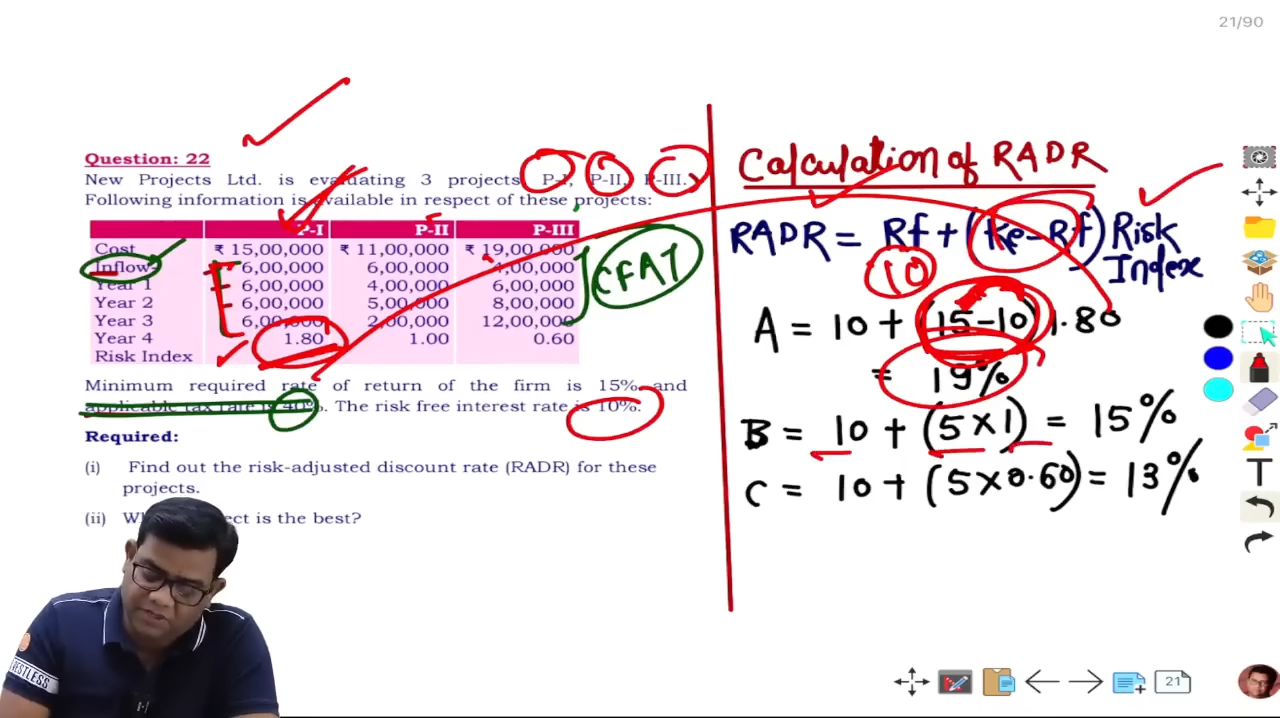 21/90
Question: 22
New Projects Ltd. is evaluating 3 projects, P-I, P-II, P-III.
Following information is available in respect of these projects:
P-I P-II P-III
Cost ₹ 15,00,000 ₹ 11,00,000 ₹ 19,00,000
Inflow- 6,00,000 6,00,000 4,00,000
Year 1 6,00,000 4,00,000 6,00,000
Year 2 6,00,000 5,00,000 8,00,000
Year 3 6,00,000 2,00,000 12,00,000
Year 4 1.80 1.00 0.60
Risk Index
CFAT
Minimum required rate of return of the firm is 15% and
applicable tax rate is 40%. The risk free interest rate is 10%.
Required:
(i) Find out the risk-adjusted discount rate (RADR) for these
projects.
(ii) project is the best?
Calculation of RADR
RADR = Rf + (Ke - Rf) Risk
Index
10
A = 10 + (15-10) 1.80
= 19%
B = 10 + (5×1) = 15%
C = 10 + (5×0.60) = 13%
RESTLESS
T
21